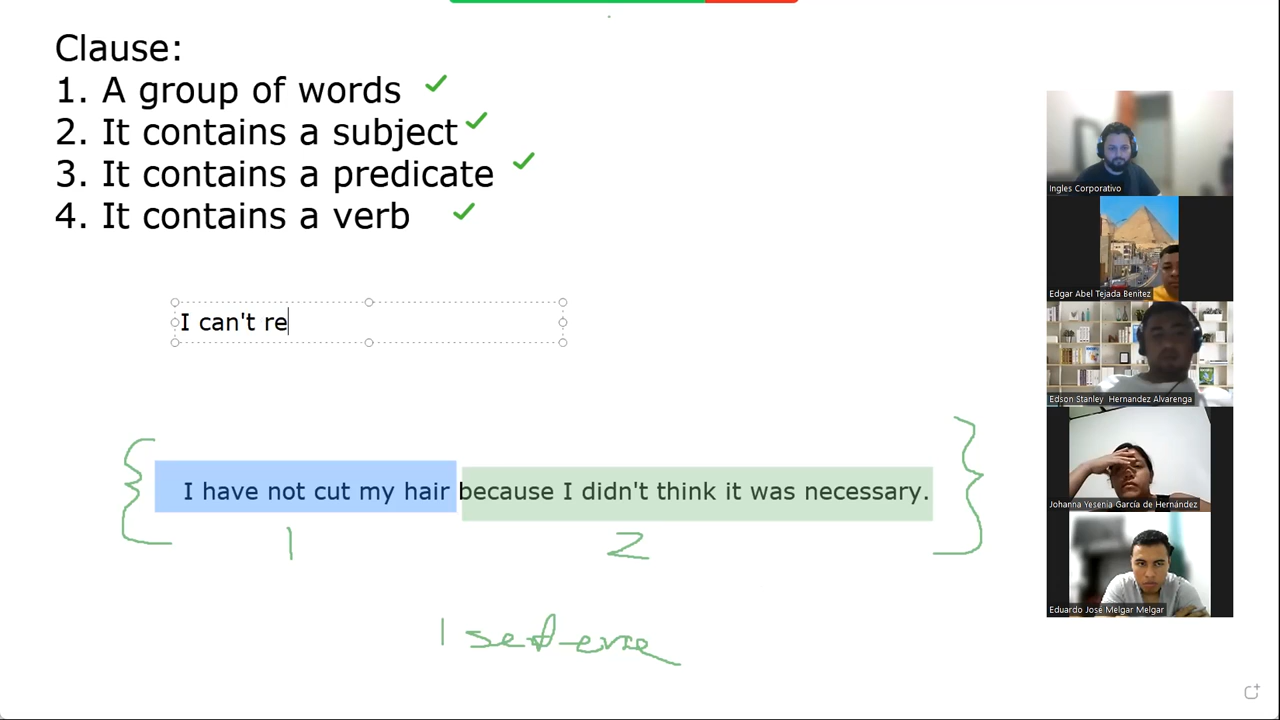 Clause:
1. A group of words
2. It contains a subject
3. It contains a predicate
4. It contains a verb
I can't re
I have not cut my hair because I didn't think it was necessary.
1
2
1 sentence
Ingles Corporativo
Edgar Abel Tejada Benitez
Edson Stanley Hernandez Alvarenga
Johanna Yesenia García de Hernández
Eduardo José Melgar Melgar